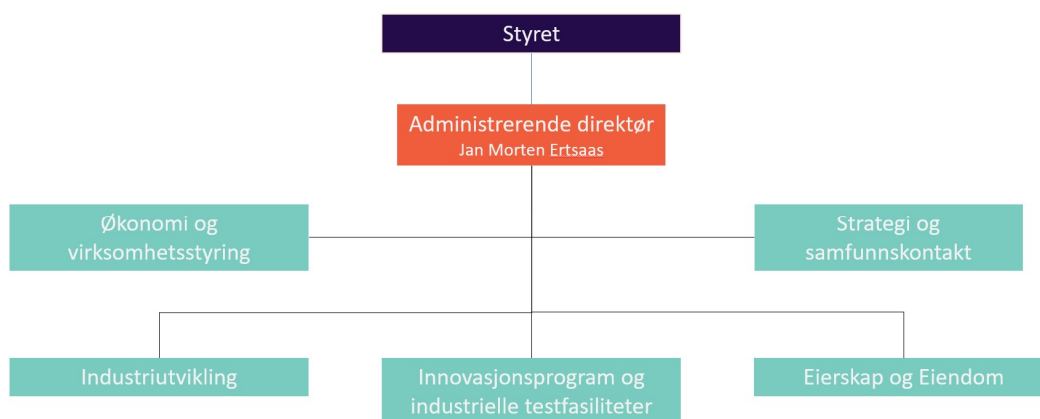 Styret
Administrerende direktør
Jan Morten Ertsaas
Økonomi og
virksomhetsstyring
Strategi og
samfunnskontakt
Industriutvikling
Innovasjonsprogram og
industrielle testfasiliteter
Eierskap og Eiendom